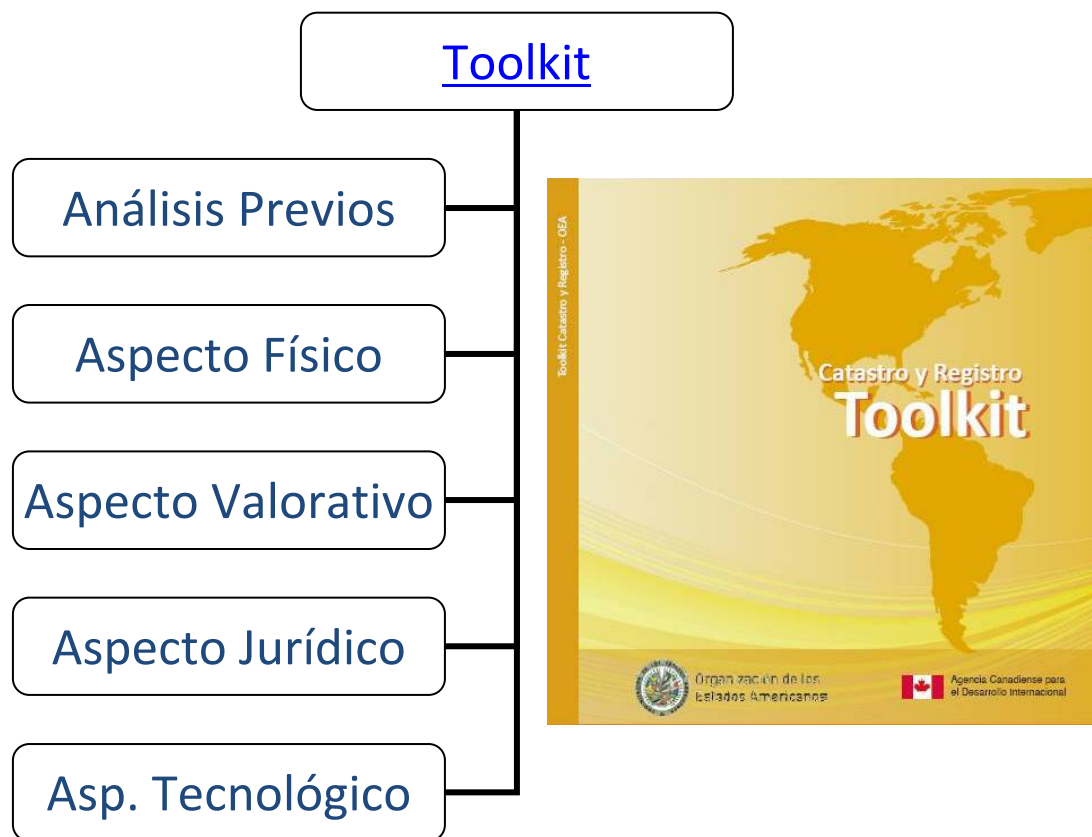 Toolkit
Análisis Previos
Aspecto Físico
Aspecto Valorativo
Aspecto Jurídico
Asp. Tecnológico
Toolkit Catastro y Registro - OEA
Catastro y Registro
Toolkit
Organización de los
Estados Americanos
Agencia Canadiense para
el Desarrollo Internacional